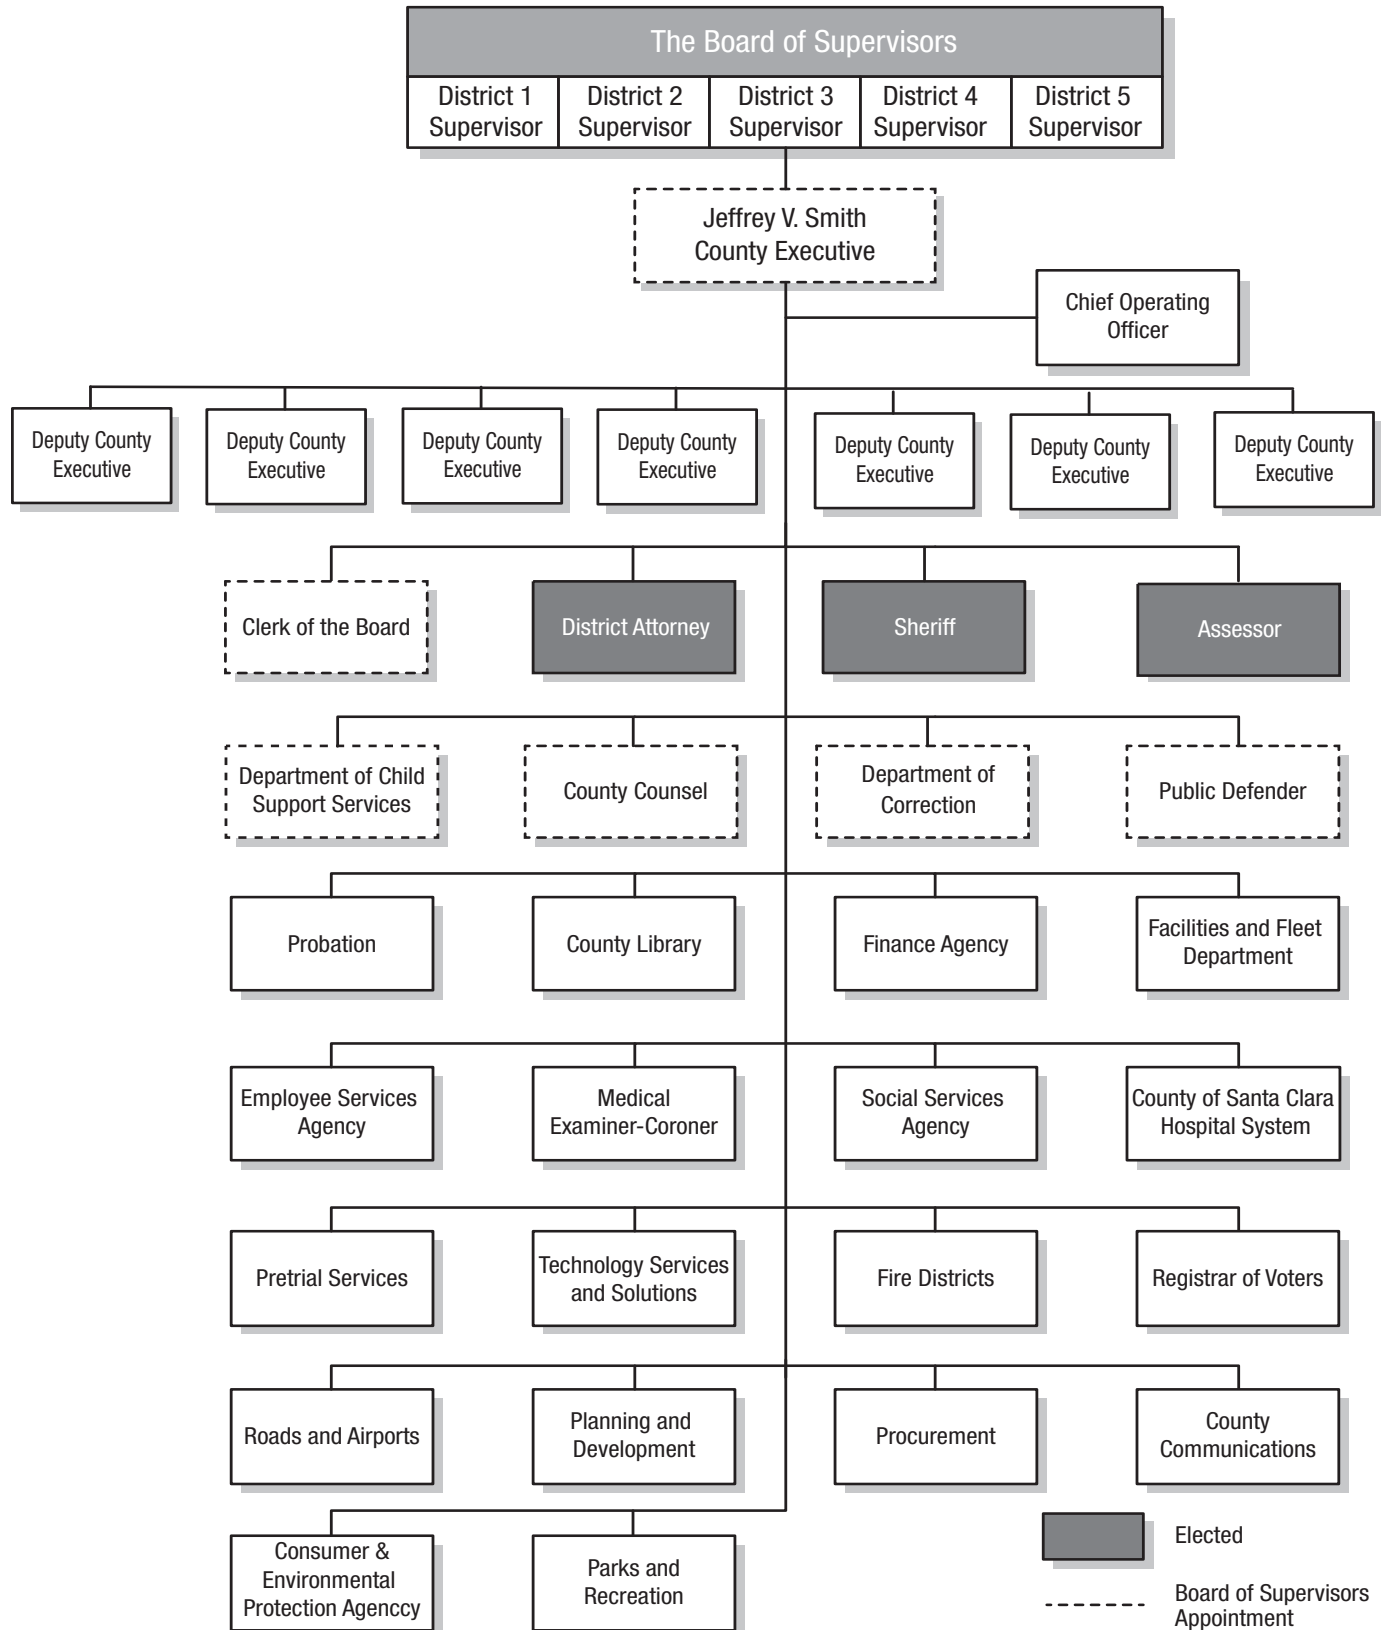 The Board of Supervisors
District 1
Supervisor
District 2
Supervisor
District 3
Supervisor
District 4
Supervisor
District 5
Supervisor
Jeffrey V. Smith
County Executive
Chief Operating
Officer
Deputy County
Executive
Deputy County
Executive
Deputy County
Executive
Deputy County
Executive
Deputy County
Executive
Deputy County
Executive
Deputy County
Executive
Clerk of the Board
District Attorney
Sheriff
Assessor
Department of Child
Support Services
County Counsel
Department of
Correction
Public Defender
Probation
County Library
Finance Agency
Facilities and Fleet
Department
Employee Services
Agency
Medical
Examiner-Coroner
Social Services
Agency
County of Santa Clara
Hospital System
Pretrial Services
Technology Services
and Solutions
Fire Districts
Registrar of Voters
Roads and Airports
Planning and
Development
Procurement
County
Communications
Consumer &
Environmental
Protection Agenccy
Parks and
Recreation
Elected
Board of Supervisors
Appointment